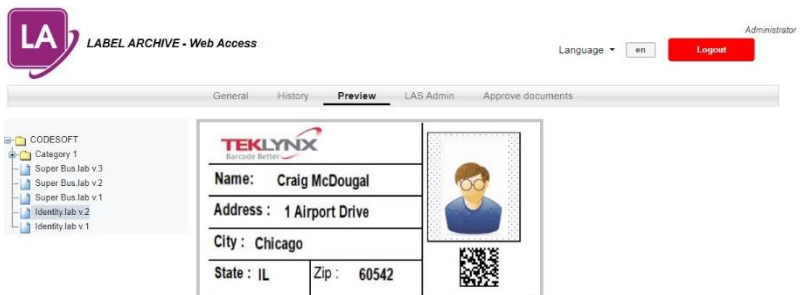 LA
LABEL ARCHIVE - Web Access
Administrator
Language en Logout
General History Preview LAS Admin Approve documents
CODESOFT
Category 1
Super Bus.lab v.3
Super Bus.lab v.2
Super Bus.lab v.1
Identity.lab v.2
Identity.lab v.1
TEKLYNX
Barcode Better
Name: Craig McDougal
Address : 1 Airport Drive
City : Chicago
State : IL Zip : 60542